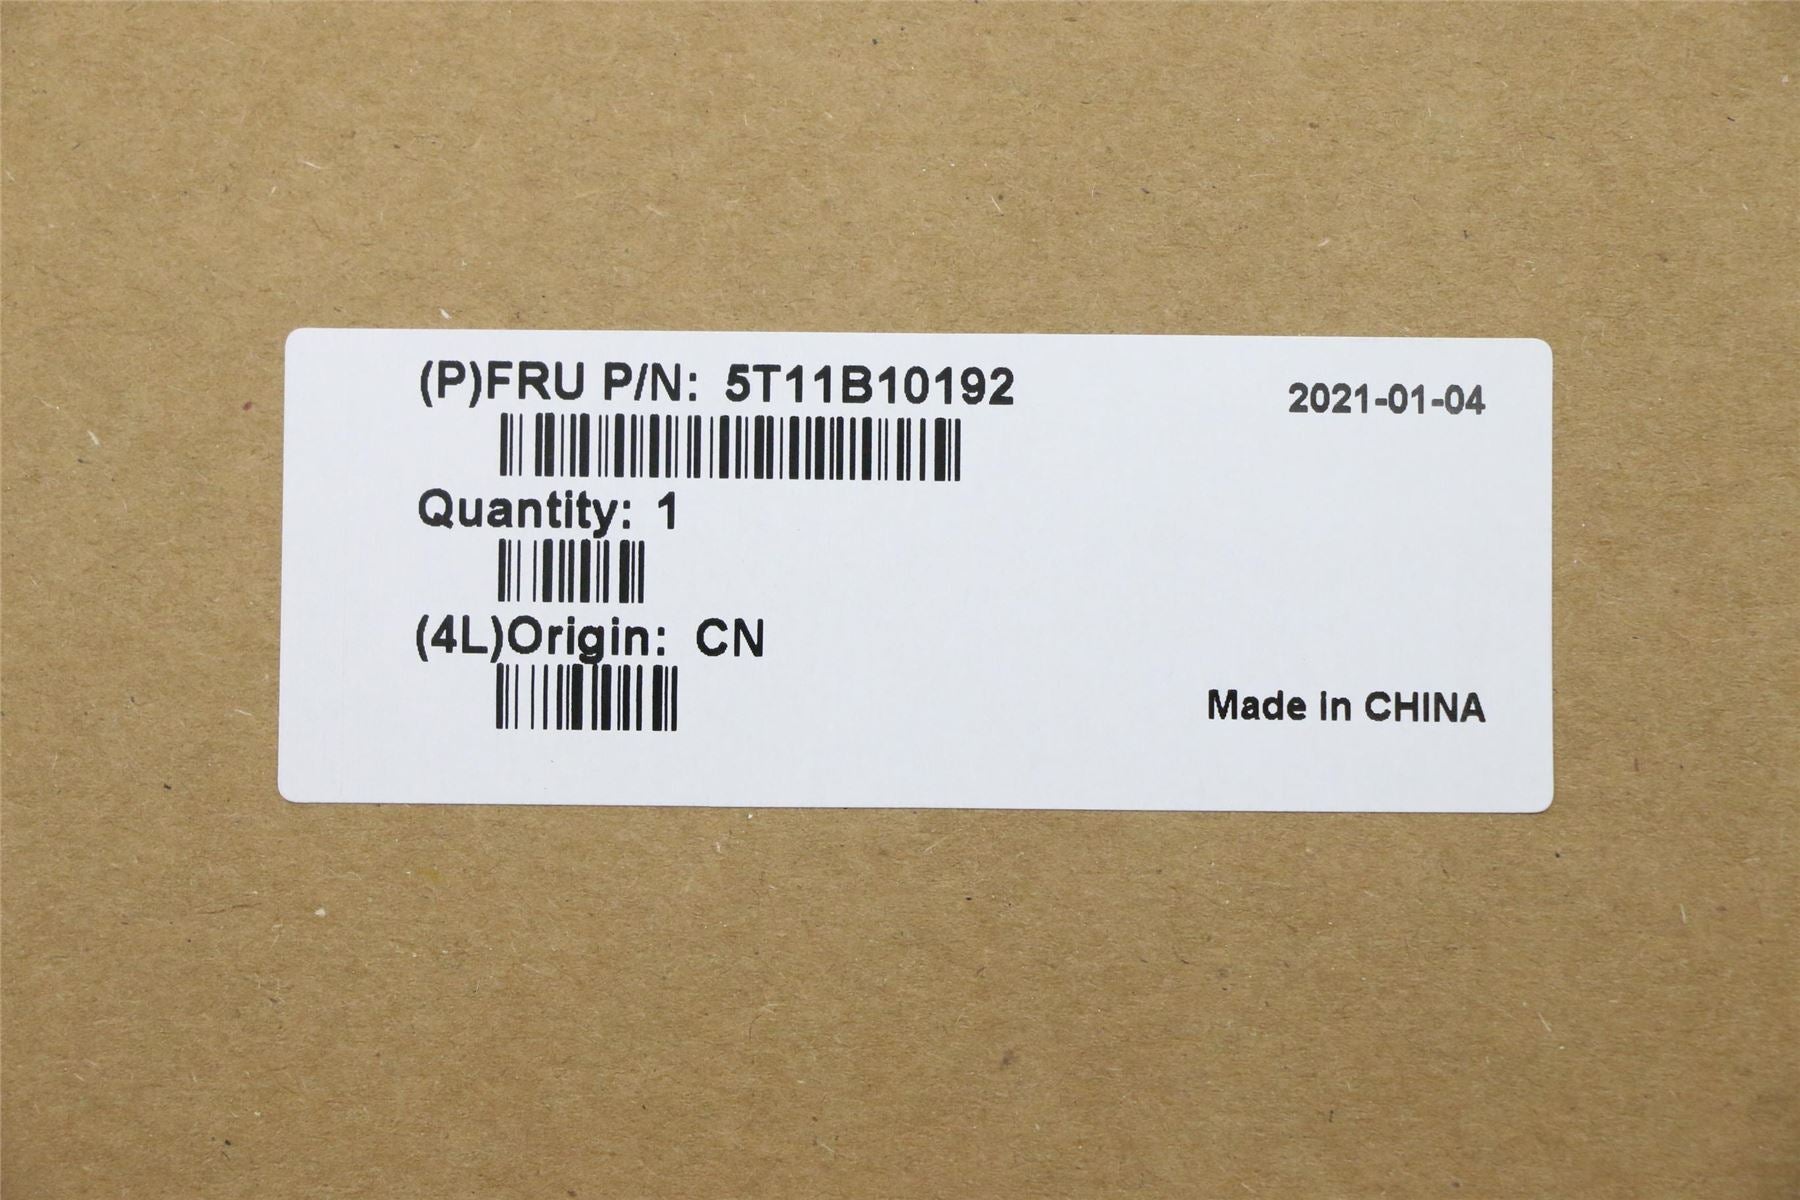 (P)FRU P/N: 5T11B10192
2021-01-04
Quantity: 1
(4L)Origin: CN
Made in CHINA